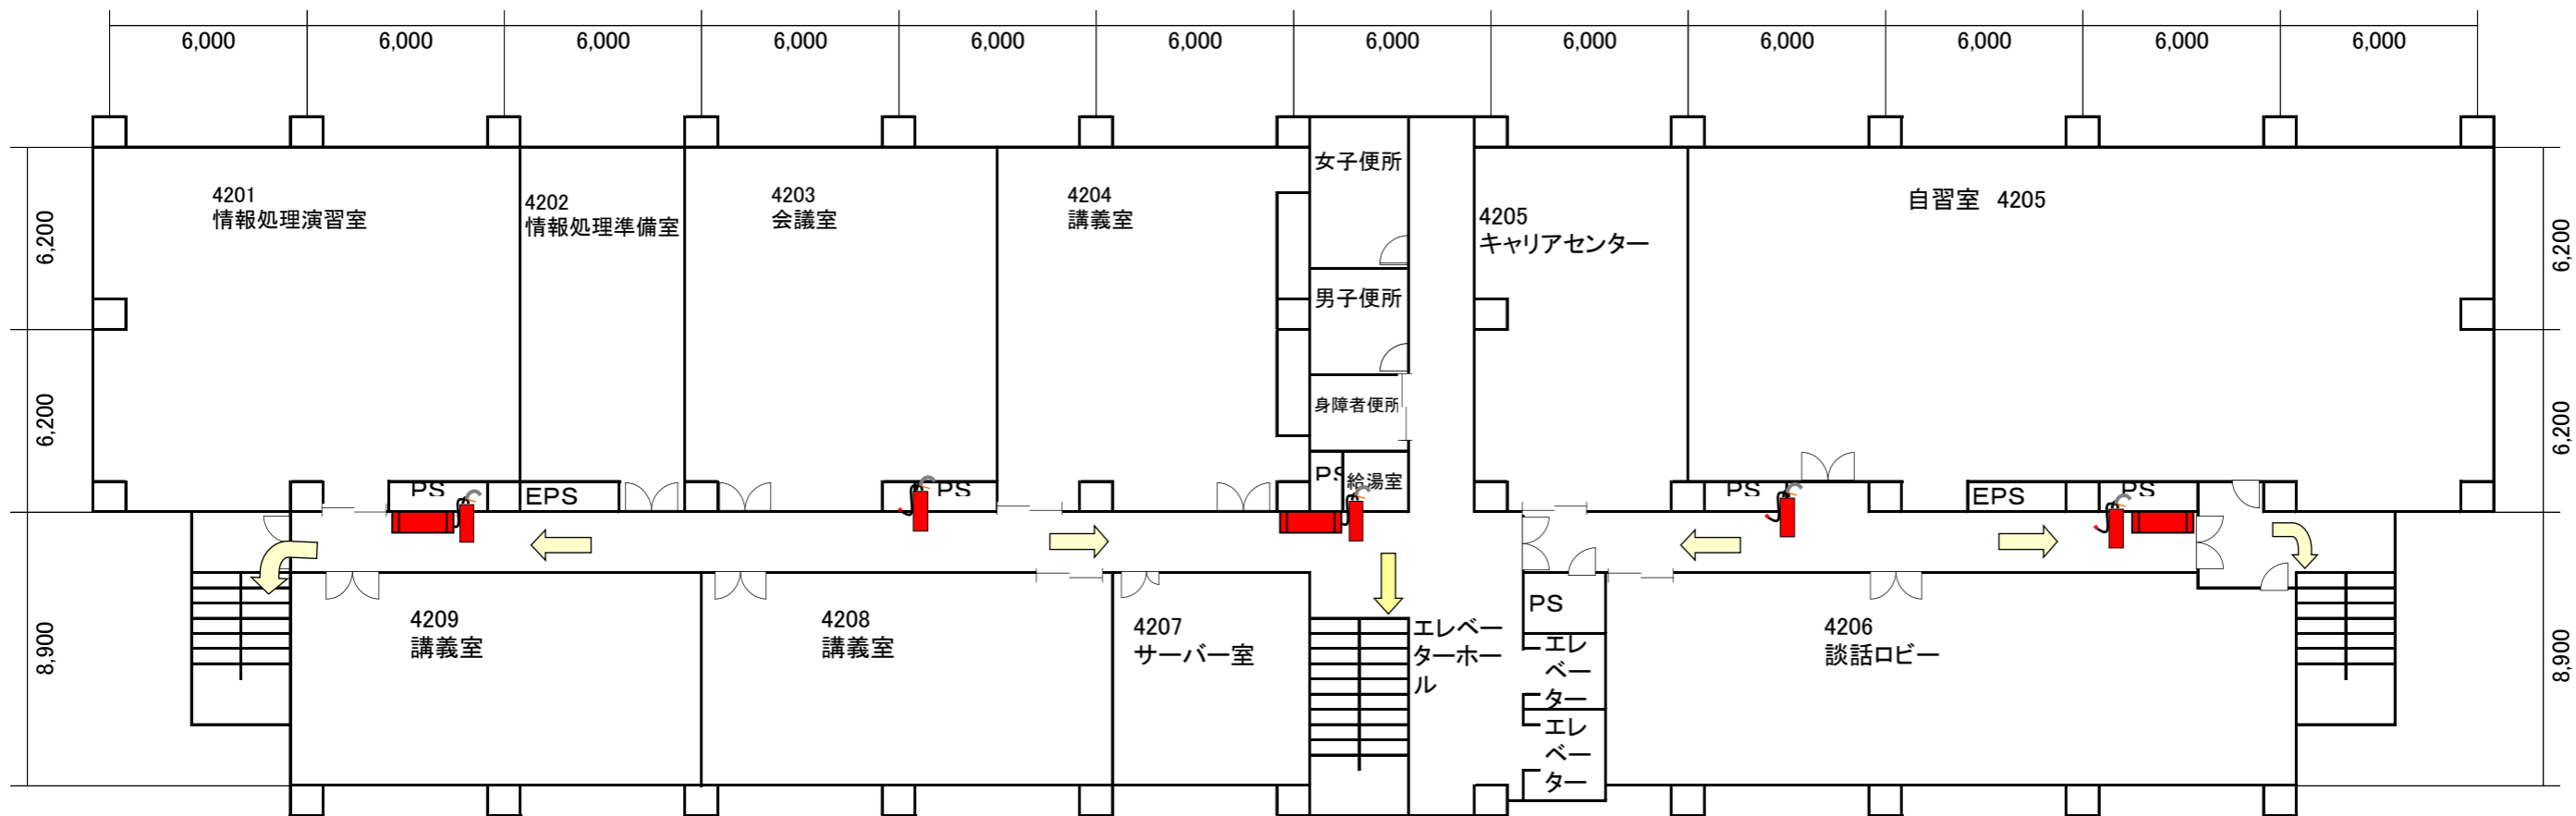 6,000
6,000
6,000
6,000
6,000
6,000
6,000
6,000
6,000
6,000
6,000
6,000
6,200
6,200
8,900
6,200
6,200
8,900
4201
情報処理演習室
4202
情報処理準備室
4203
会議室
4204
講義室
女子便所
男子便所
身障者便所
PS
給湯室
4205
キャリアセンター
自習室 4205
PS
EPS
PS
PS
EPS
PS
4209
講義室
4208
講義室
4207
サーバー室
エレベー
ターホー
ル
PS
エレ
ベー
ター
エレ
ベー
ター
4206
談話ロビー